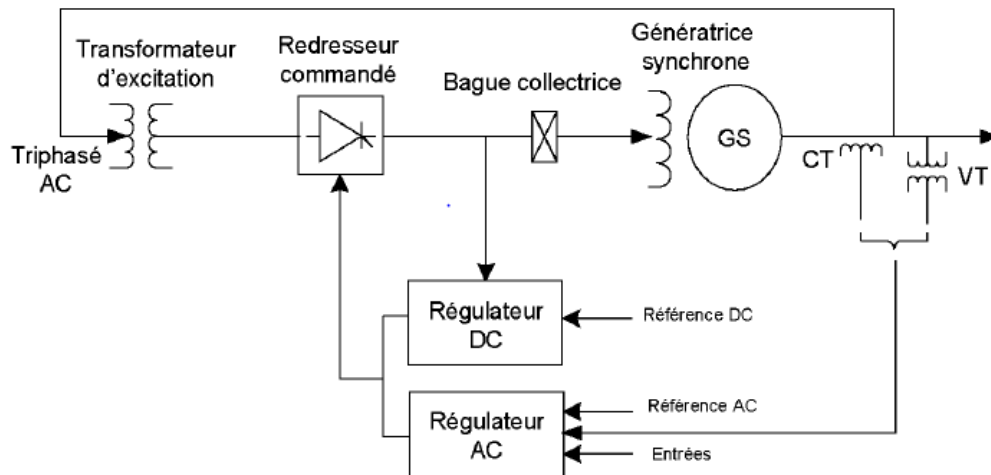 Transformateur
d'excitation
Redresseur
commandé
Bague collectrice
Génératrice
synchrone
GS
Triphasé
AC
CT
VT
Régulateur
DC
Référence DC
Régulateur
AC
Référence AC
Entrées